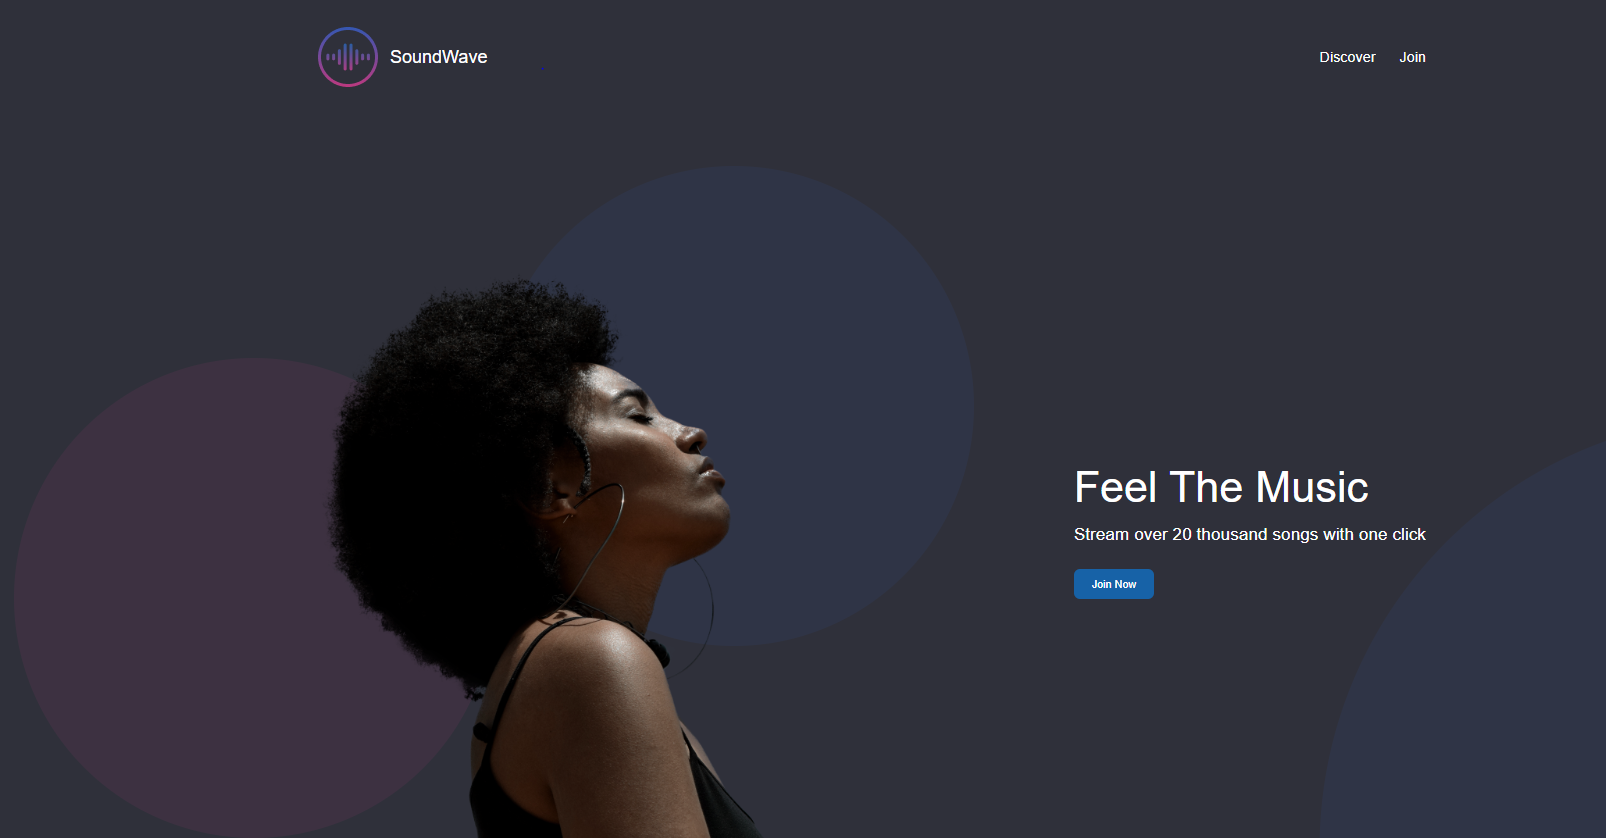 SoundWave
Discover
Join
Feel The Music
Stream over 20 thousand songs with one click
Join Now